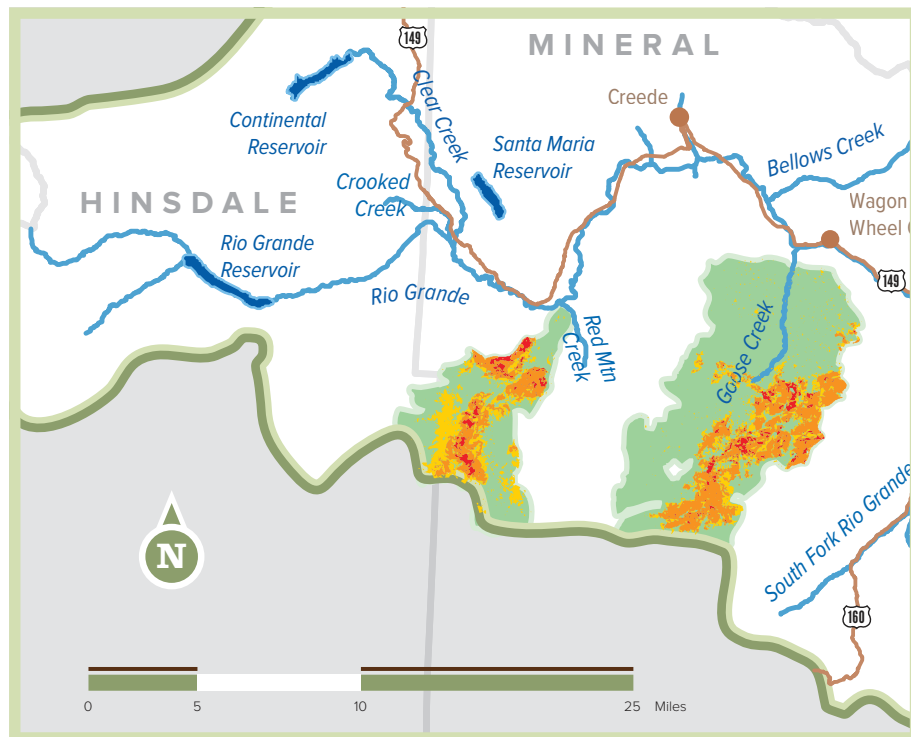 149
MINERAL
Clear Creek
Creede
Continental
Reservoir
Santa Maria
Reservoir
Bellows Creek
Crooked
Creek
HINSDALE
Wagon
Wheel
Rio Grande
Reservoir
Rio Grande
149
Red Mtn
Creek
Goose Creek
N
South Fork Rio Grande
160
0
5
10
25
Miles